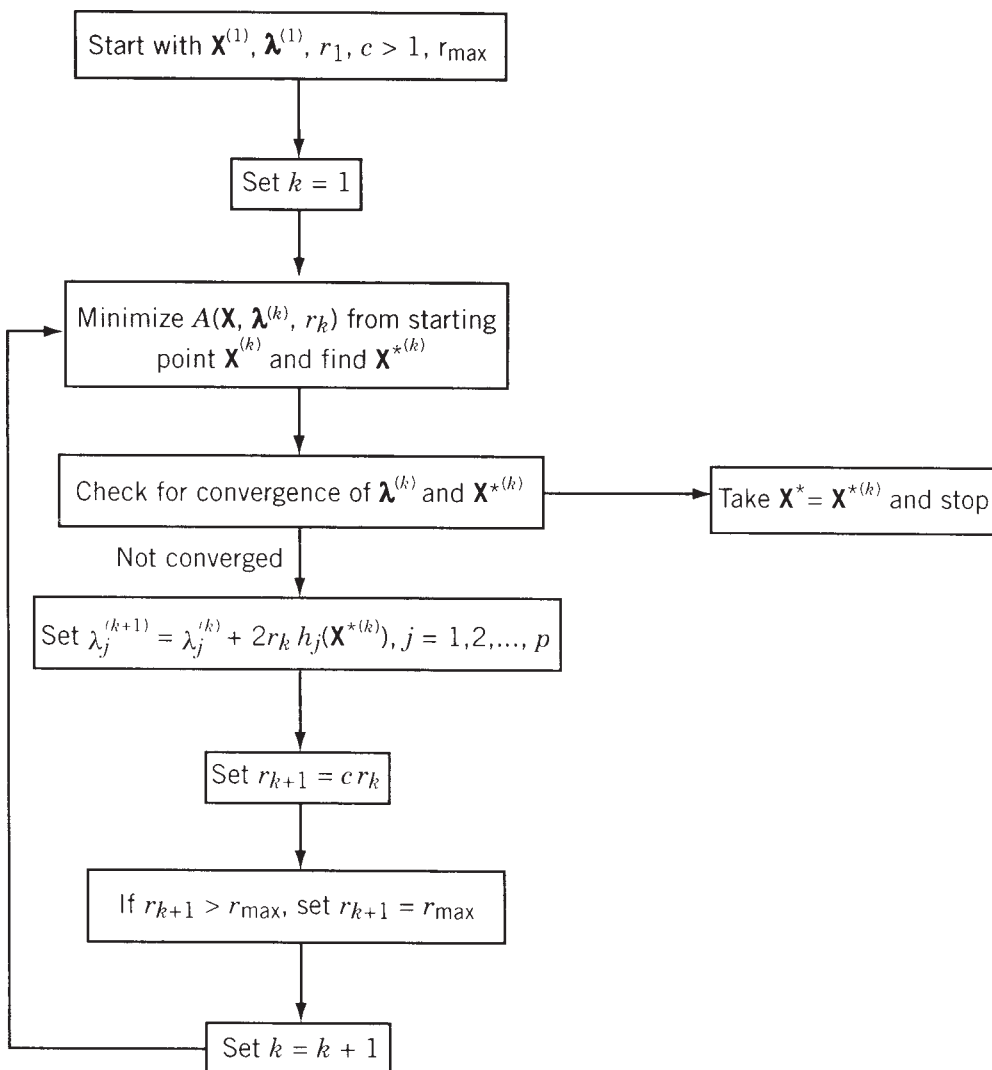 Start with X^(1), λ^(1), r_1, c > 1, r_max
Set k = 1
Minimize A(X, λ^(k), r_k) from starting
point X^(k) and find X*^(k)
Check for convergence of λ^(k) and X*^(k)
Take X* = X*^(k) and stop
Not converged
Set λ_j^(k+1) = λ_j^(k) + 2r_k h_j(X*^(k)), j = 1,2,..., p
Set r_{k+1} = c r_k
If r_{k+1} > r_max, set r_{k+1} = r_max
Set k = k + 1